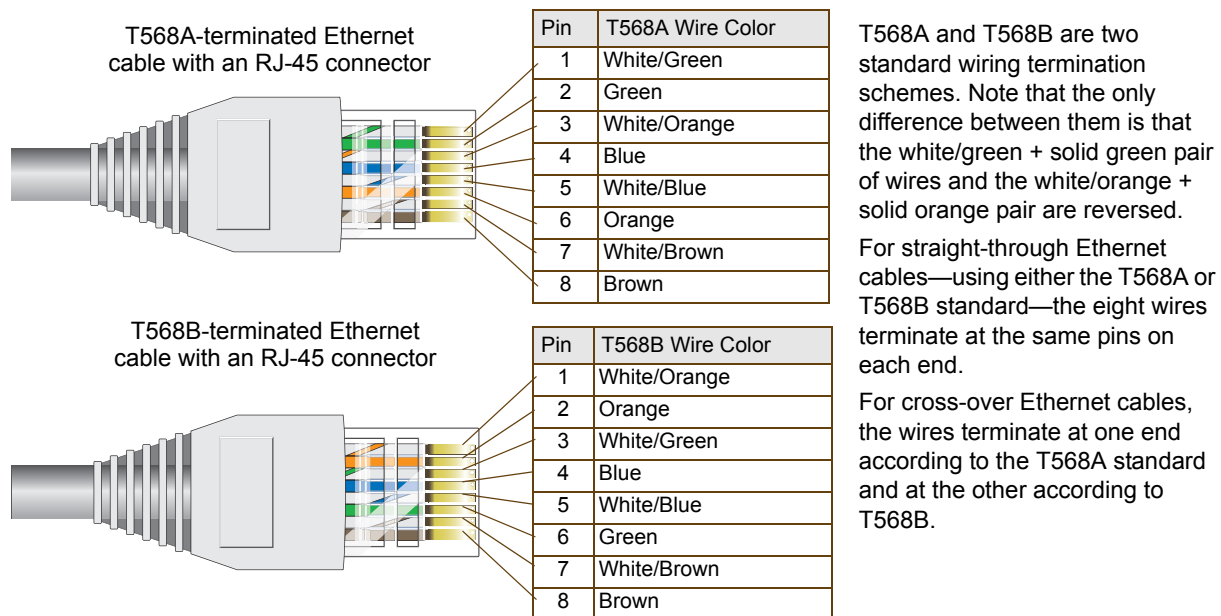 T568A-terminated Ethernet
cable with an RJ-45 connector
Pin T568A Wire Color
1 White/Green
2 Green
3 White/Orange
4 Blue
5 White/Blue
6 Orange
7 White/Brown
8 Brown
T568B-terminated Ethernet
cable with an RJ-45 connector
Pin T568B Wire Color
1 White/Orange
2 Orange
3 White/Green
4 Blue
5 White/Blue
6 Green
7 White/Brown
8 Brown
T568A and T568B are two
standard wiring termination
schemes. Note that the only
difference between them is that
the white/green + solid green pair
of wires and the white/orange +
solid orange pair are reversed.
For straight-through Ethernet
cables—using either the T568A or
T568B standard—the eight wires
terminate at the same pins on
each end.
For cross-over Ethernet cables,
the wires terminate at one end
according to the T568A standard
and at the other according to
T568B.